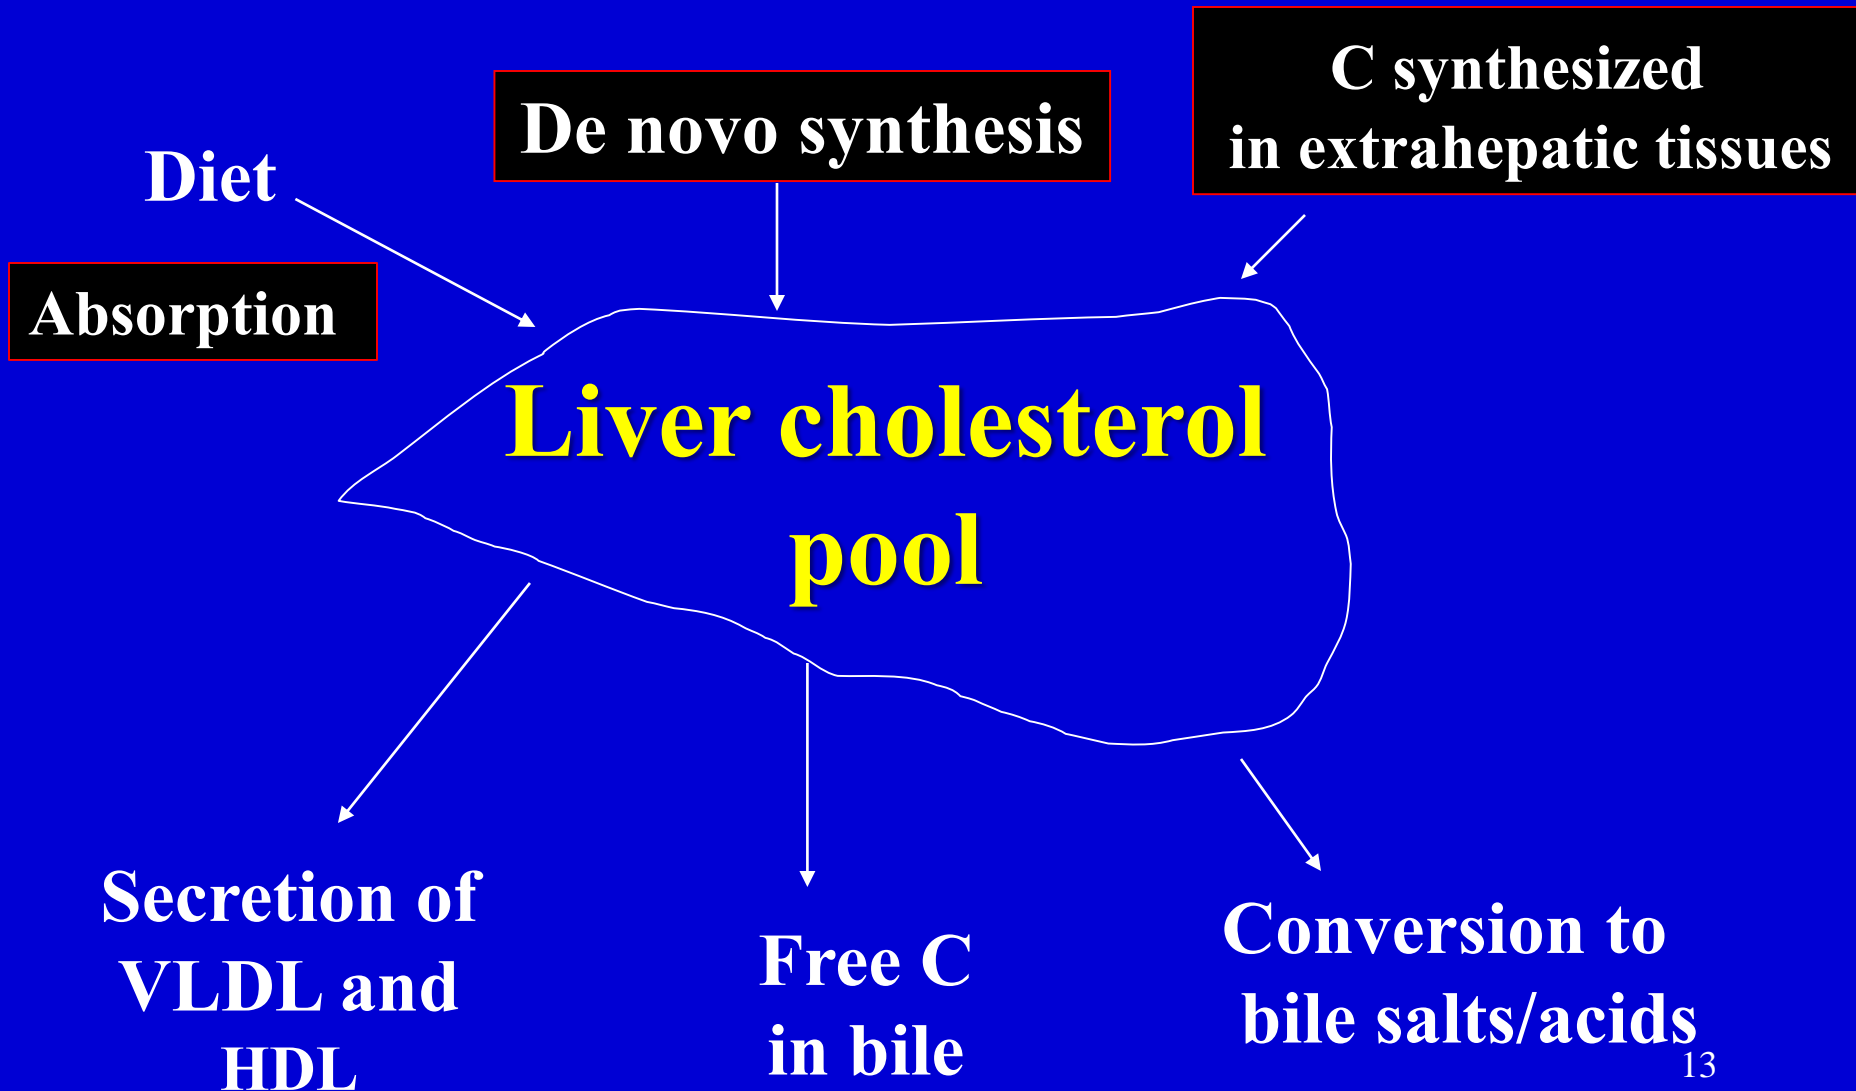 Diet
Absorption
De novo synthesis
C synthesized
in extrahepatic tissues
Liver cholesterol
pool
Secretion of
VLDL and
HDL
Free C
in bile
Conversion to
bile salts/acids
13